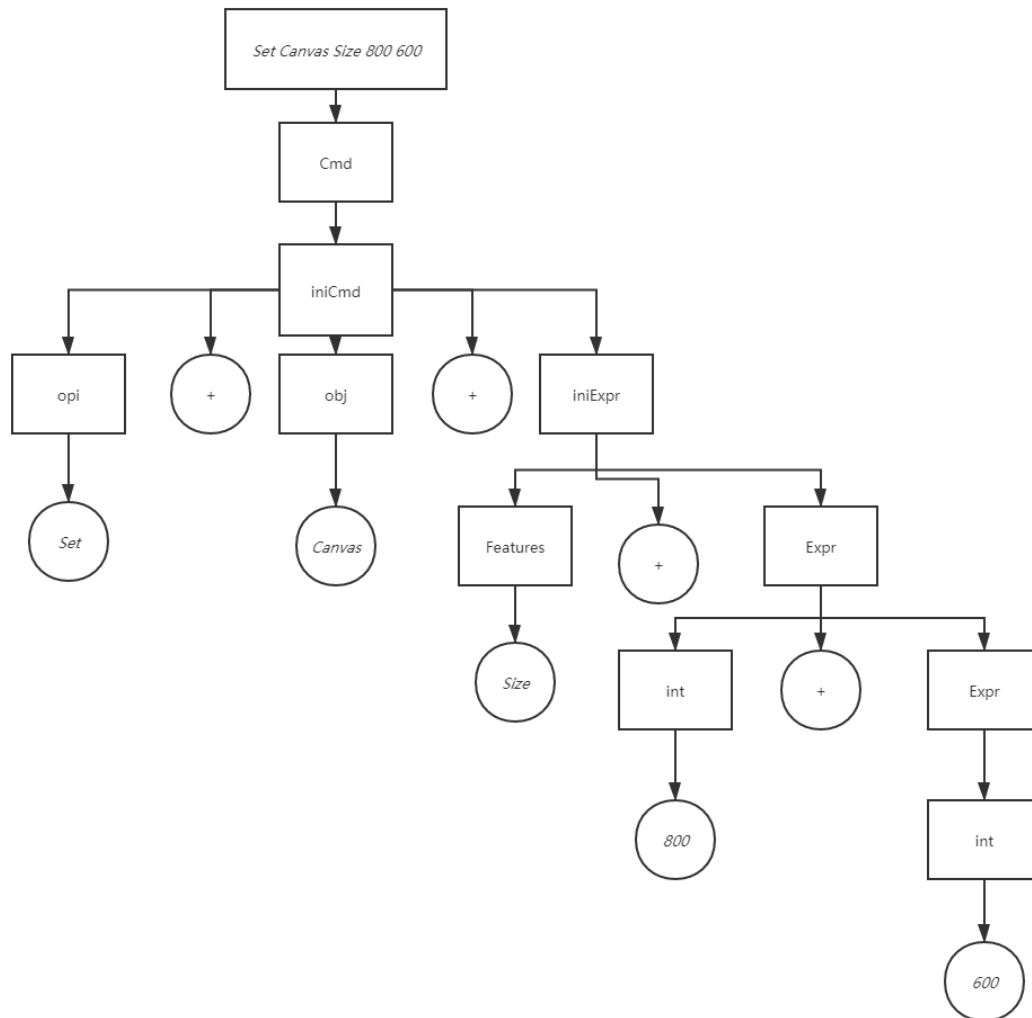 Set Canvas Size 800 600
Cmd
iniCmd
opi
+
obj
+
iniExpr
Set
Canvas
Features
+
Expr
Size
int
+
Expr
800
int
600